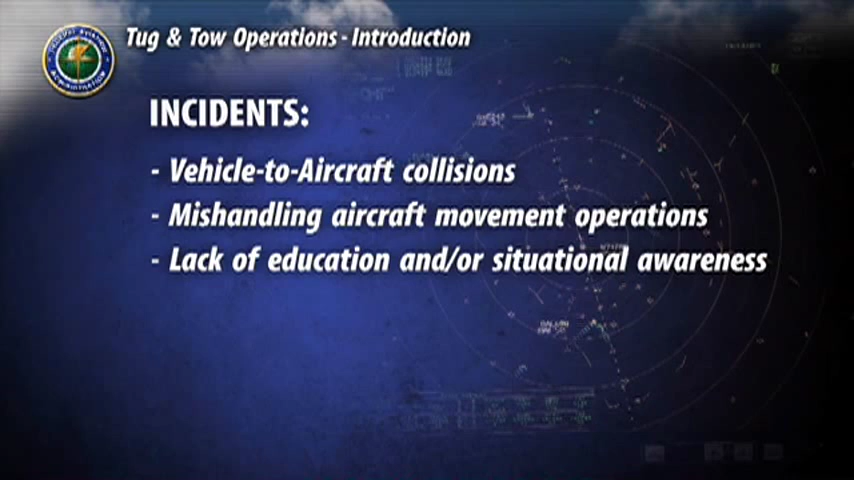 Tug & Tow Operations - Introduction
INCIDENTS:
- Vehicle-to-Aircraft collisions
- Mishandling aircraft movement operations
- Lack of education and/or situational awareness